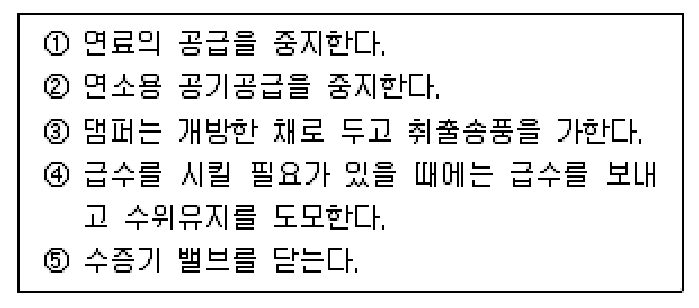 ① 연료의 공급을 중지한다.
② 연소용 공기공급을 중지한다.
③ 댐퍼는 개방한 채로 두고 취출송풍을 가한다.
④ 급수를 시킬 필요가 있을 때에는 급수를 보내
고 수위유지를 도모한다.
⑤ 수증기 밸브를 닫는다.